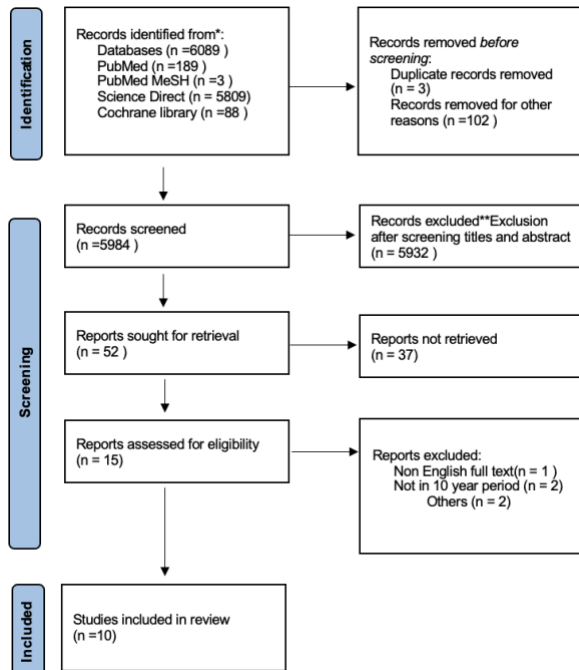 Identification
Records identified from*:
Databases (n =6089 )
PubMed (n =189 )
PubMed MeSH (n =3 )
Science Direct (n = 5809)
Cochrane library (n =88 )
Records removed before
screening:
Duplicate records removed
(n = 3)
Records removed for other
reasons (n =102 )
Screening
Records screened
(n =5984 )
Records excluded**Exclusion
after screening titles and abstract
(n = 5932 )
Reports sought for retrieval
(n = 52 )
Reports not retrieved
(n = 37)
Reports assessed for eligibility
(n = 15)
Reports excluded:
Non English full text(n = 1 )
Not in 10 year period (n = 2)
Others (n = 2)
Included
Studies included in review
(n =10)